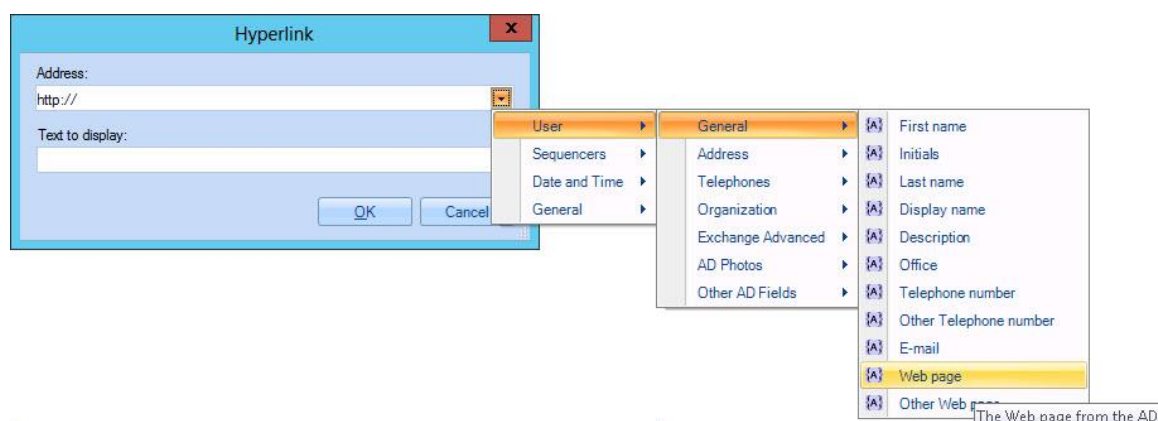 Hyperlink
x
Address:
http://
Text to display:
OK
Cancel
User
Sequencers
Date and Time
General
General
Address
Telephones
Organization
Exchange Advanced
AD Photos
Other AD Fields
{A} First name
{A} Initials
{A} Last name
{A} Display name
{A} Description
{A} Office
{A} Telephone number
{A} Other Telephone number
{A} E-mail
{A} Web page
{A} Other Web
The Web page from the AD